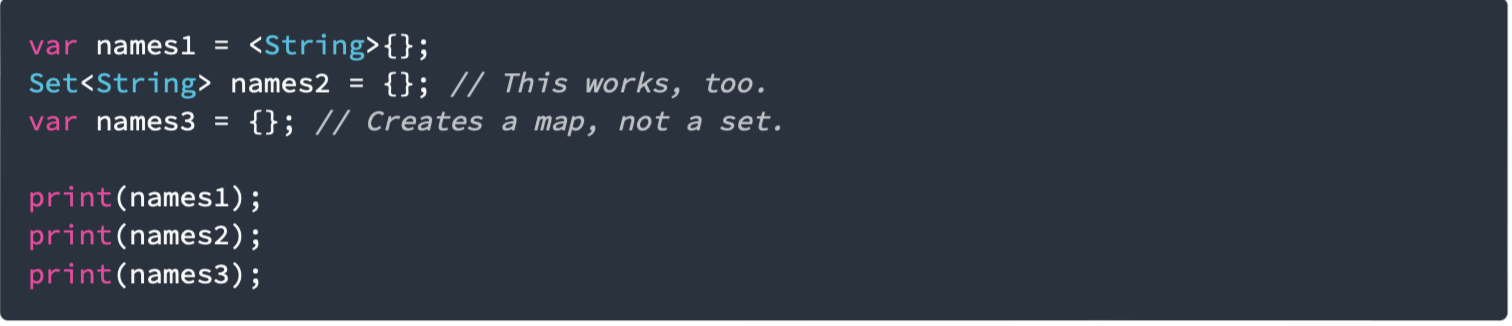 var names1 = <String>{};
Set<String> names2 = {}; // This works, too.
var names3 = {}; // Creates a map, not a set.
print(names1);
print(names2);
print(names3);